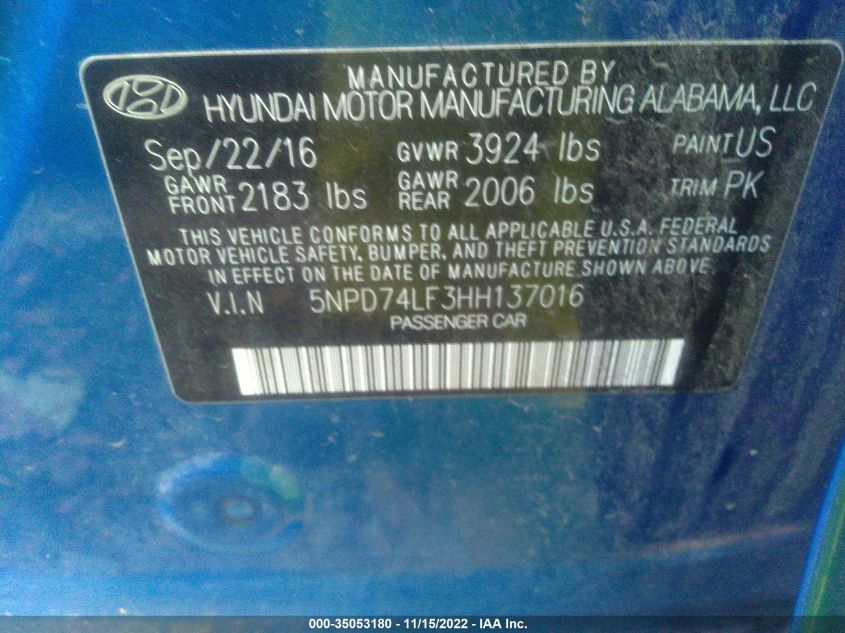 MANUFACTURED BY
HYUNDAI MOTOR MANUFACTURING ALABAMA, LLC
Sep/22/16 GVWR 3924 lbs PAINT US
GAWR FRONT 2183 lbs GAWR REAR 2006 lbs TRIM PK
THIS VEHICLE CONFORMS TO ALL APPLICABLE U.S.A. FEDERAL
MOTOR VEHICLE SAFETY, BUMPER, AND THEFT PREVENTION STANDARDS
IN EFFECT ON THE DATE OF MANUFACTURE SHOWN ABOVE.
V.I.N 5NPD74LF3HH137016
PASSENGER CAR
000-35053180 - 11/15/2022 - IAA Inc.